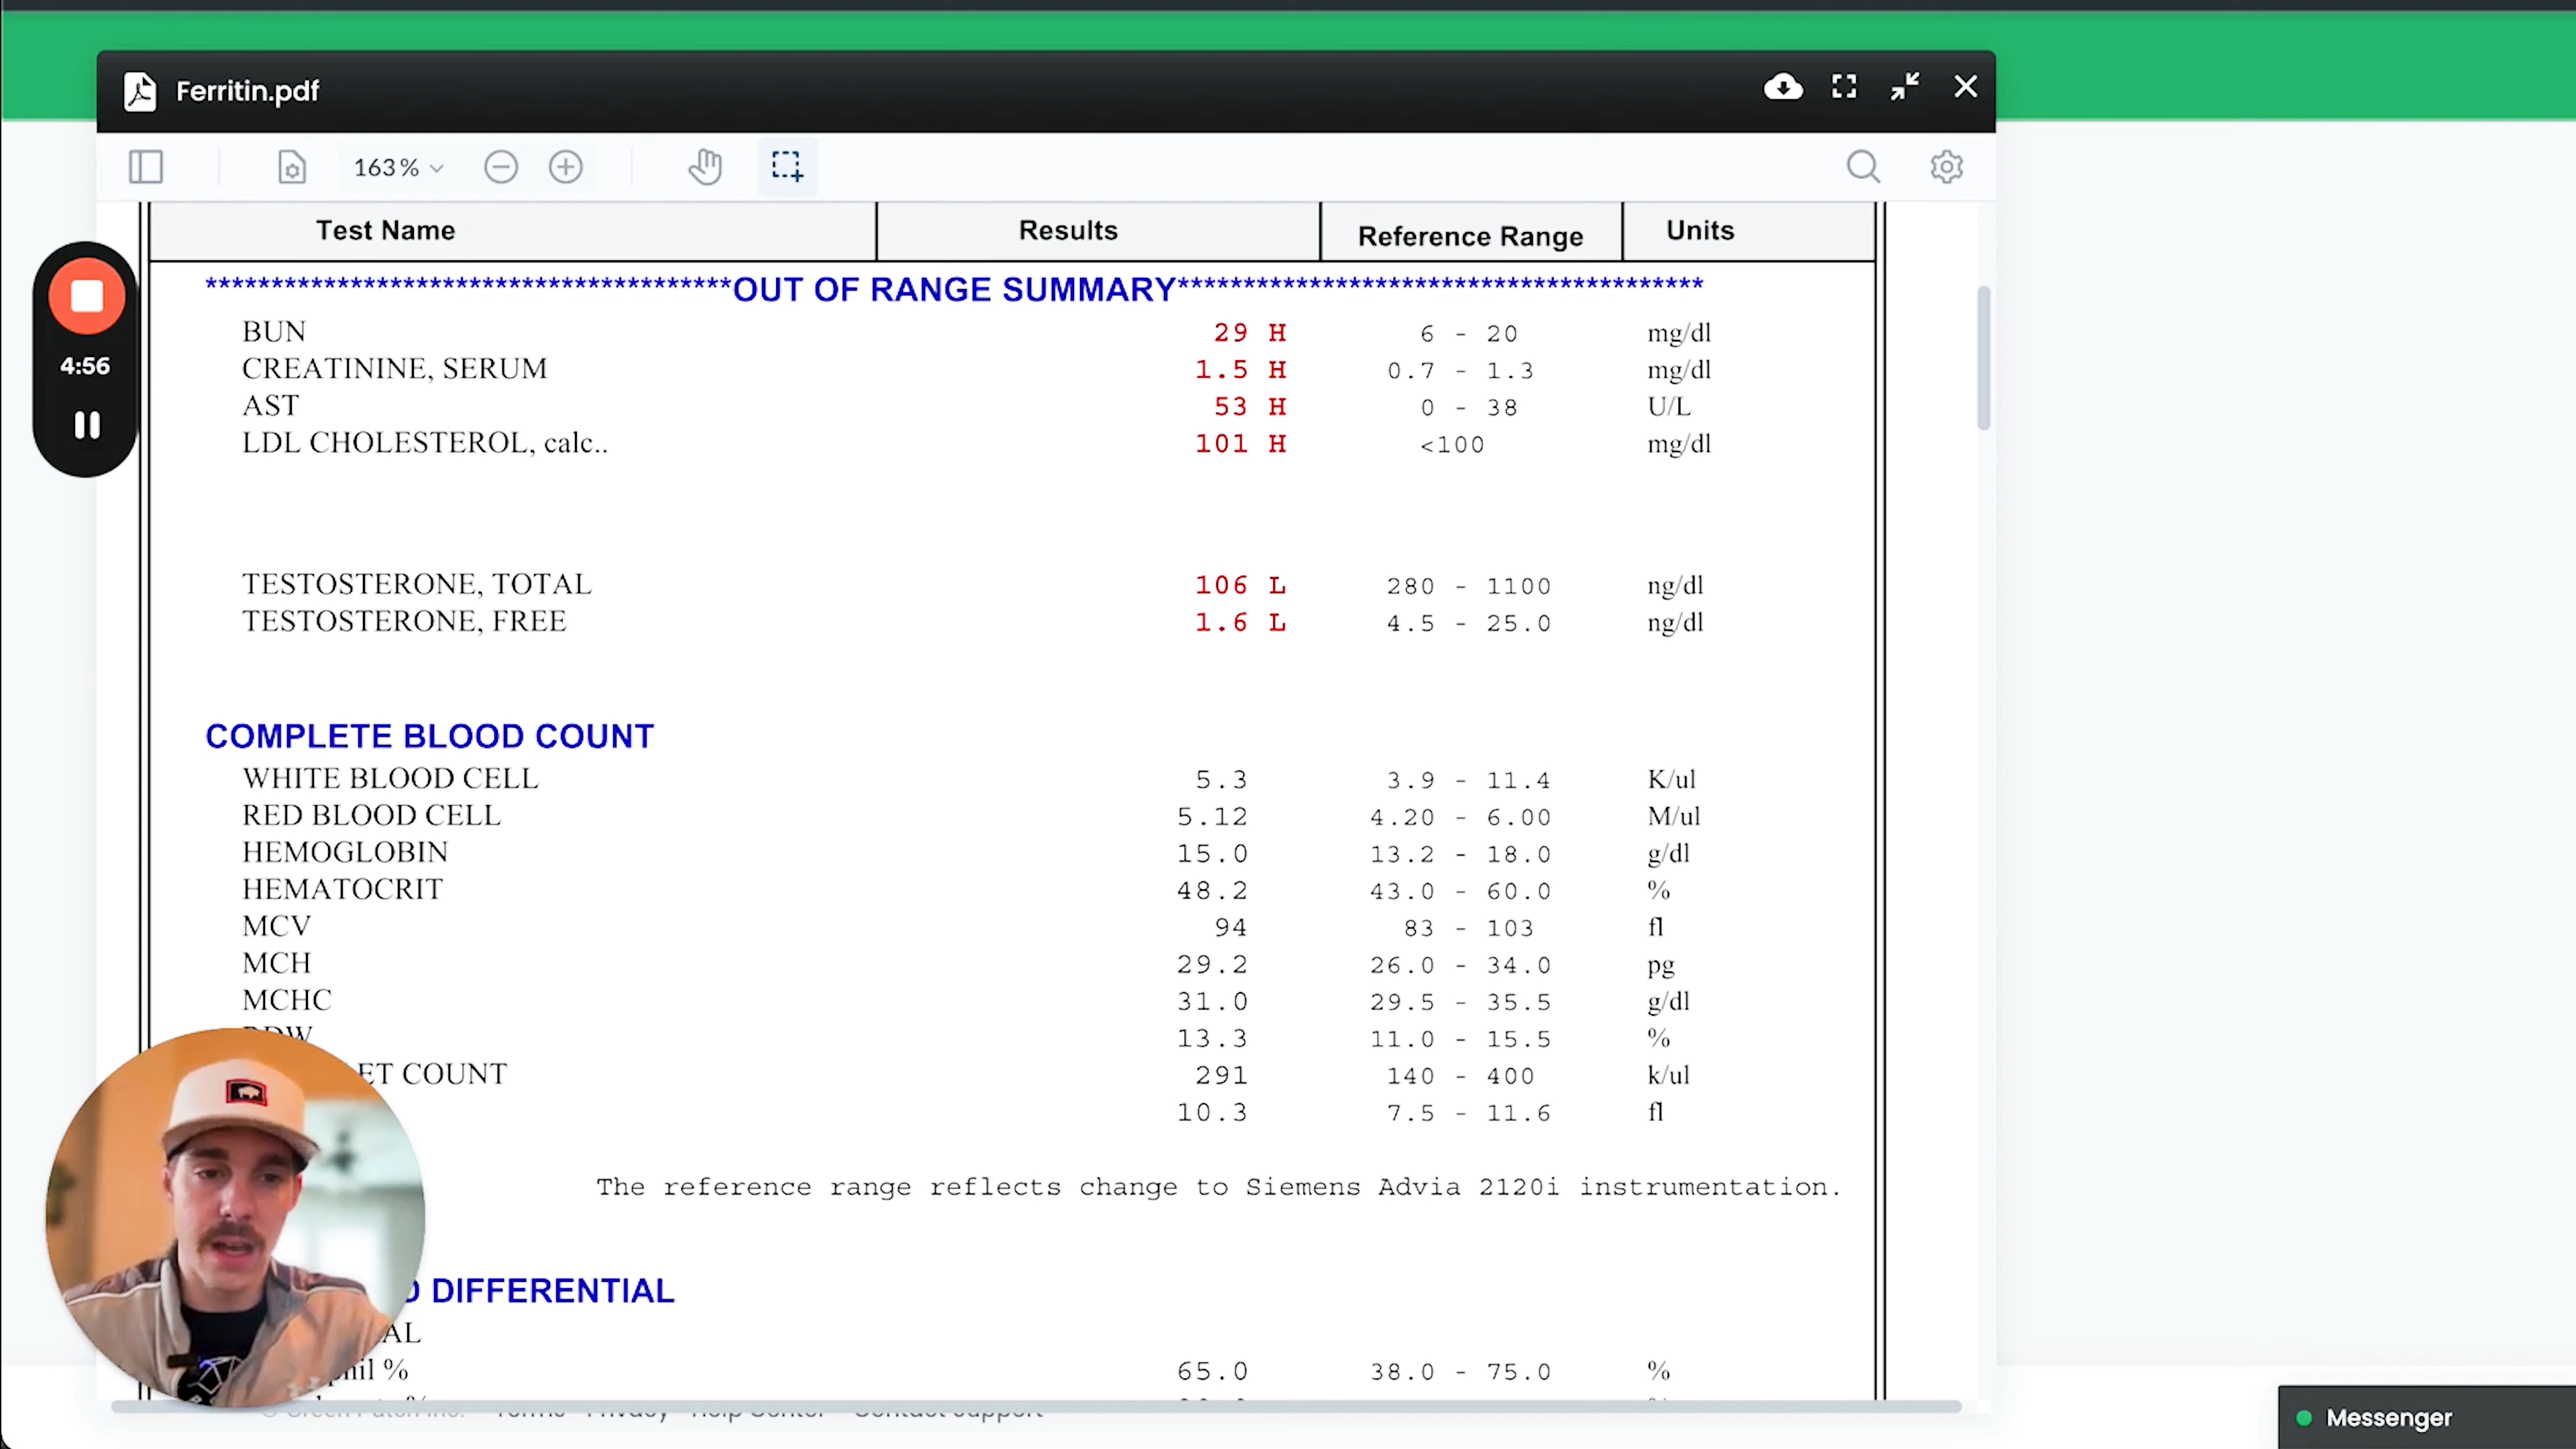 Ferritin.pdf
163%
Test Name Results Reference Range Units
****************************************OUT OF RANGE SUMMARY****************************************
BUN 29 H 6 - 20 mg/dl
CREATININE, SERUM 1.5 H 0.7 - 1.3 mg/dl
AST 53 H 0 - 38 U/L
LDL CHOLESTEROL, calc.. 101 H <100 mg/dl
4:56
TESTOSTERONE, TOTAL 106 L 280 - 1100 ng/dl
TESTOSTERONE, FREE 1.6 L 4.5 - 25.0 ng/dl
COMPLETE BLOOD COUNT
WHITE BLOOD CELL 5.3 3.9 - 11.4 K/ul
RED BLOOD CELL 5.12 4.20 - 6.00 M/ul
HEMOGLOBIN 15.0 13.2 - 18.0 g/dl
HEMATOCRIT 48.2 43.0 - 60.0 %
MCV 94 83 - 103 fl
MCH 29.2 26.0 - 34.0 pg
MCHC 31.0 29.5 - 35.5 g/dl
RDW 13.3 11.0 - 15.5 %
ET COUNT 291 140 - 400 k/ul
10.3 7.5 - 11.6 fl
The reference range reflects change to Siemens Advia 2120i instrumentation.
DIFFERENTIAL
AL
hil % 65.0 38.0 - 75.0 %
Messenger